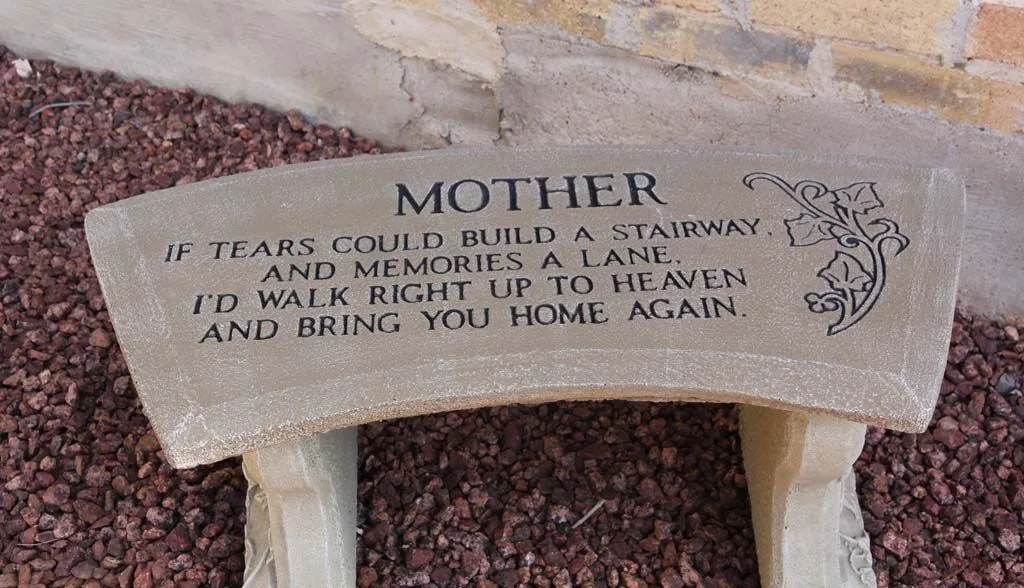 MOTHER
IF TEARS COULD BUILD A STAIRWAY,
AND MEMORIES A LANE,
I'D WALK RIGHT UP TO HEAVEN
AND BRING YOU HOME AGAIN.